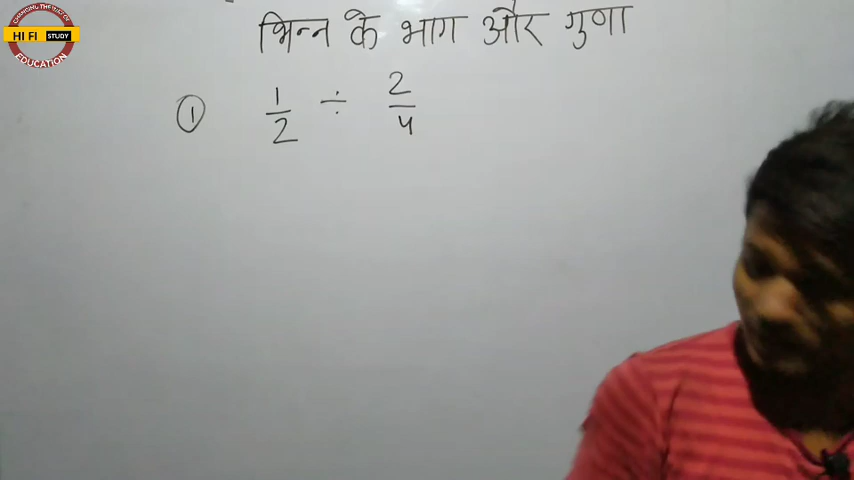 भिन्न के भाग और गुणा
① 1/2 ÷ 2/4
HI FI STUDY
EDUCATION